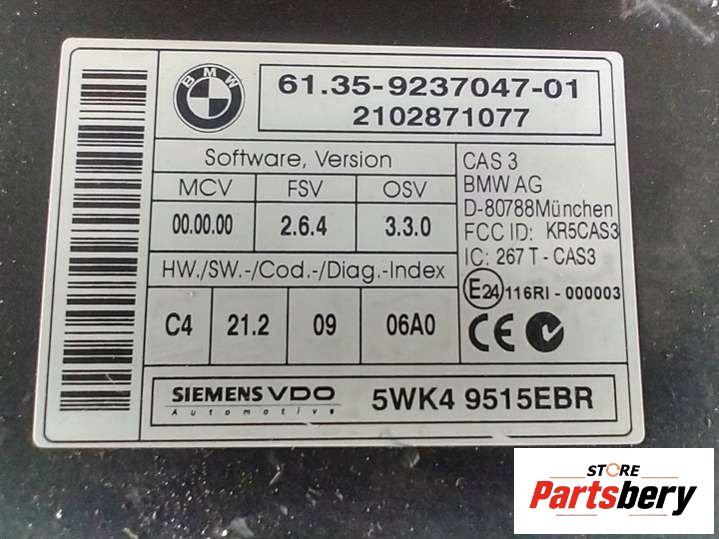 BMW
61.35-9237047-01
2102871077
Software, Version
MCV FSV OSV
00.00.00 2.6.4 3.3.0
HW./SW.-/Cod.-/Diag.-Index
C4 21.2 09 06A0
CAS 3
BMW AG
D-80788München
FCC ID: KR5CAS3
IC: 267 T - CAS3
E24 116RI - 000003
CE
SIEMENS VDO
Automotive
5WK4 9515EBR
STORE
Partsbery